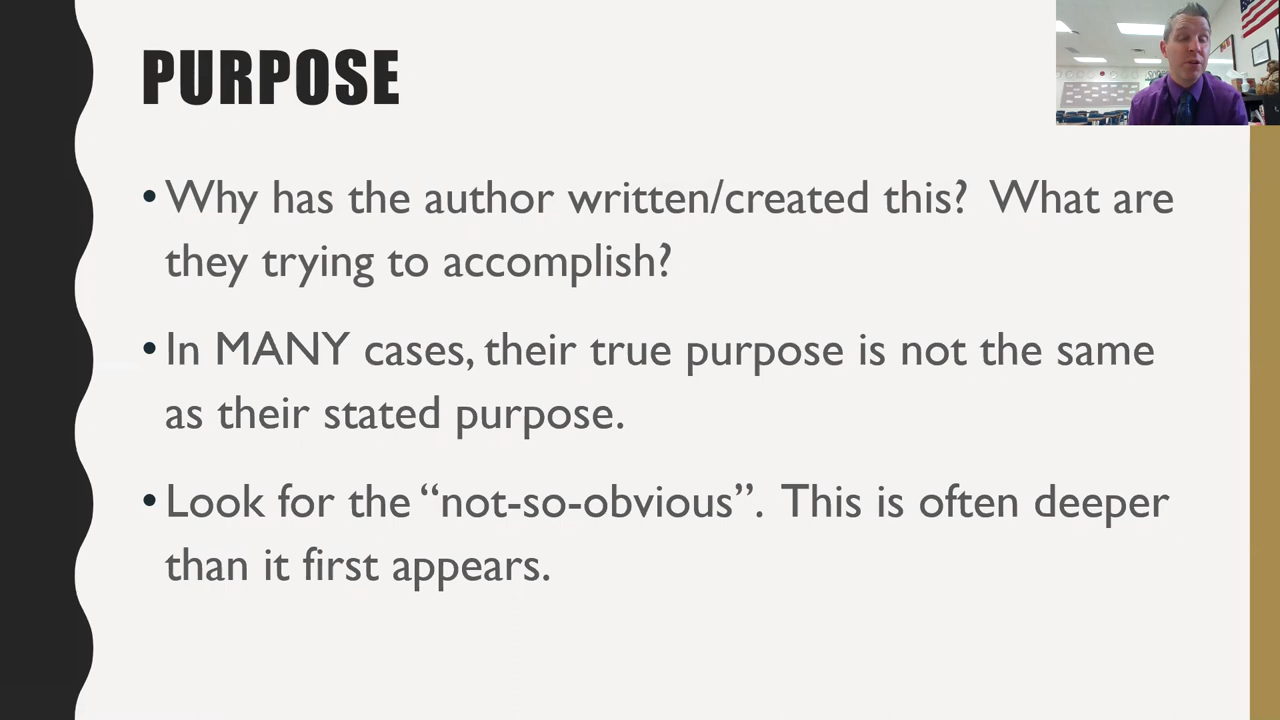 PURPOSE
• Why has the author written/created this?  What are
they trying to accomplish?
• In MANY cases, their true purpose is not the same
as their stated purpose.
• Look for the “not-so-obvious”.  This is often deeper
than it first appears.